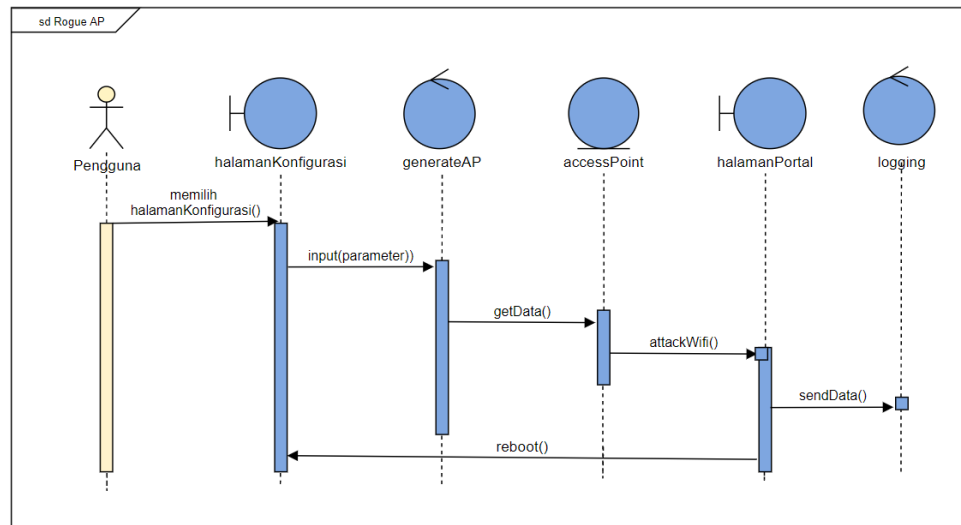 sd Rogue AP
Pengguna
halamanKonfigurasi
generateAP
accessPoint
halamanPortal
logging
memilih
halamanKonfigurasi()
input(parameter))
getData()
attackWifi()
sendData()
reboot()